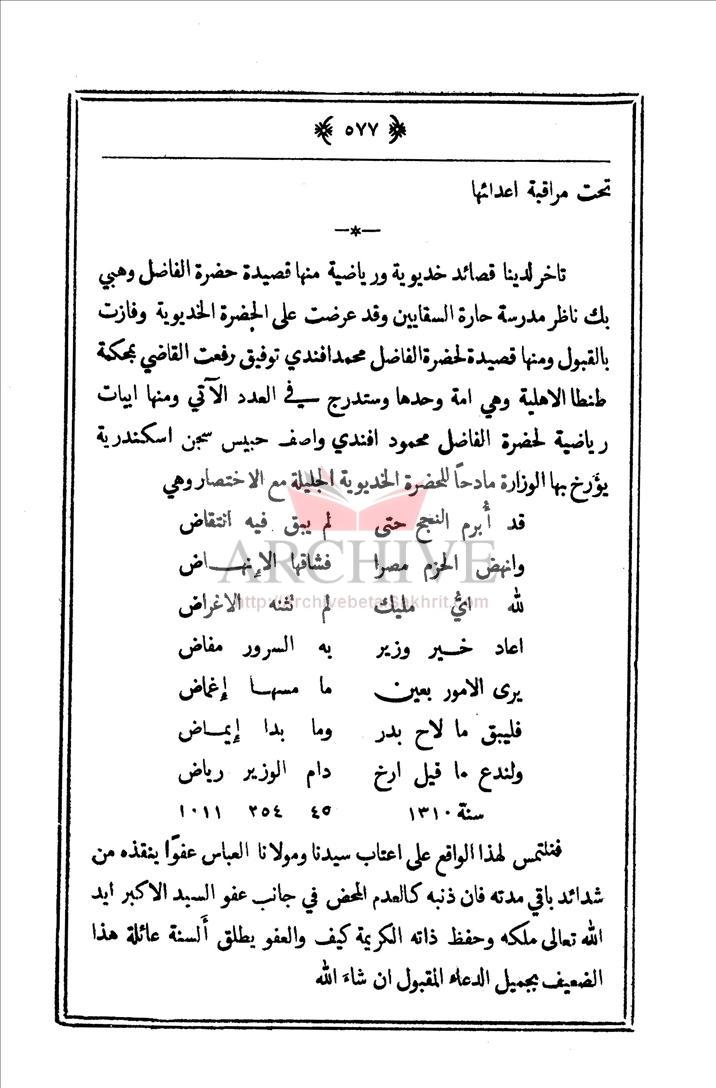 ٥٧٧
تحت مراقبة اعدائها
تاخر لدينا قصائد خديوية ورياضية منها قصيدة حضرة الفاضل وهبي
بك ناظر مدرسة حارة السقايين وقد عرضت على الحضرة الخديوية وفازت
بالقبول ومنها قصيدة لحضرة الفاضل محمد افندي توفيق رفعت القاضي بمحكمة
طنطا الاهلية وهي امة وحدها وستدرج في العدد الآتي ومنها ابيات
رياضية لحضرة الفاضل محمود افندي واصف حبيس سجن اسكندرية
يؤرخ بها الوزارة مادحاً للحضرة الخديوية الجليلة مع الاختصار وهي
قد أُبرم النجح حتى لم يبق فيه انتقاض
وانهض الحزم مصرا فشاقها الإنهاض
لله ايُّ مليك لم تثنه الاغراض
اعاد خير وزير به السرور مفاض
يرى الامور بعين ما مسها إغماض
فليبق ما لاح بدر وما بدا إيماض
ولندع ما قيل ارخ دام الوزير رياض
سنة ١٣١٠ ٤٥ ٢٥٤ ١٠١١
فنلتمس لهذا الواقع على اعتاب سيدنا ومولانا العباس عفوًا ينقذه من
شدائد باقي مدته فان ذنبه كالعدم المحض في جانب عفو السيد الاكبر ايد
الله تعالى ملكه وحفظ ذاته الكريمة كيف والعفو يطلق أَلسنة عائلة هذا
الضعيف بجميل الدعاء المقبول ان شاءَ الله
ARCHIVE
http://archivebeta.Sakhrit.com